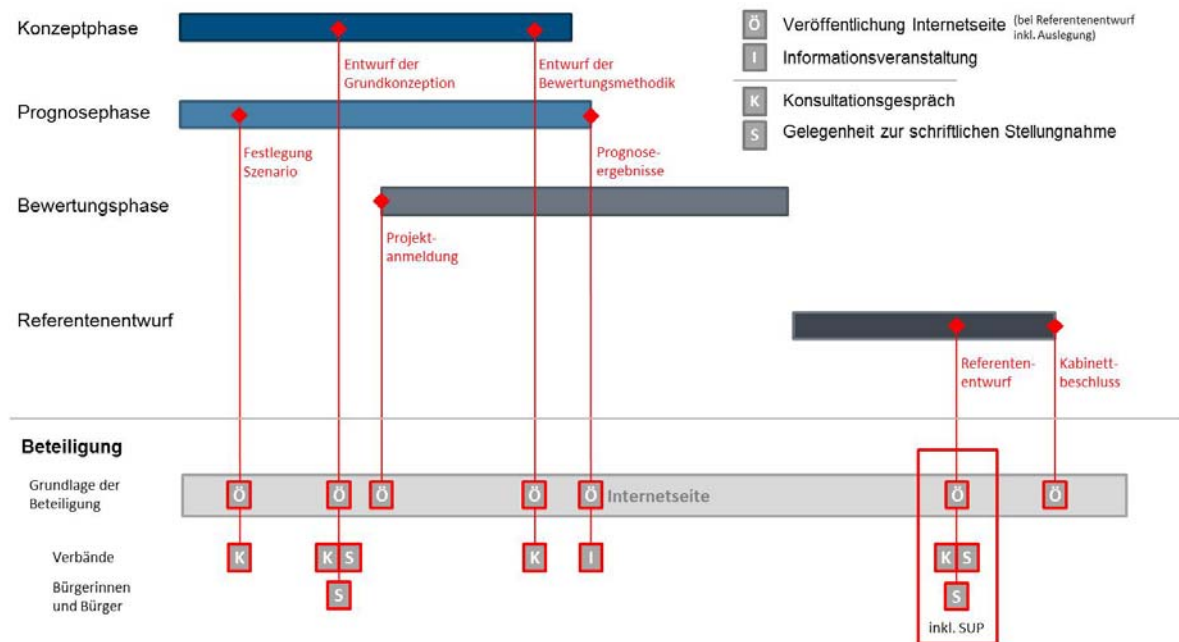 Konzeptphase
Entwurf der
Grundkonzeption
Entwurf der
Bewertungsmethodik
Ö Veröffentlichung Internetseite (bei Referentenentwurf
inkl. Auslegung)
I Informationsveranstaltung
K Konsultationsgespräch
S Gelegenheit zur schriftlichen Stellungnahme
Prognosephase
Festlegung
Szenario
Prognose-
ergebnisse
Bewertungsphase
Projekt-
anmeldung
Referentenentwurf
Referenten-
entwurf
Kabinett-
beschluss
Beteiligung
Grundlage der
Beteiligung
Ö Ö Ö Ö Ö Internetseite Ö Ö
Verbände
K K S K I K S
Bürgerinnen
und Bürger
S S
inkl. SUP